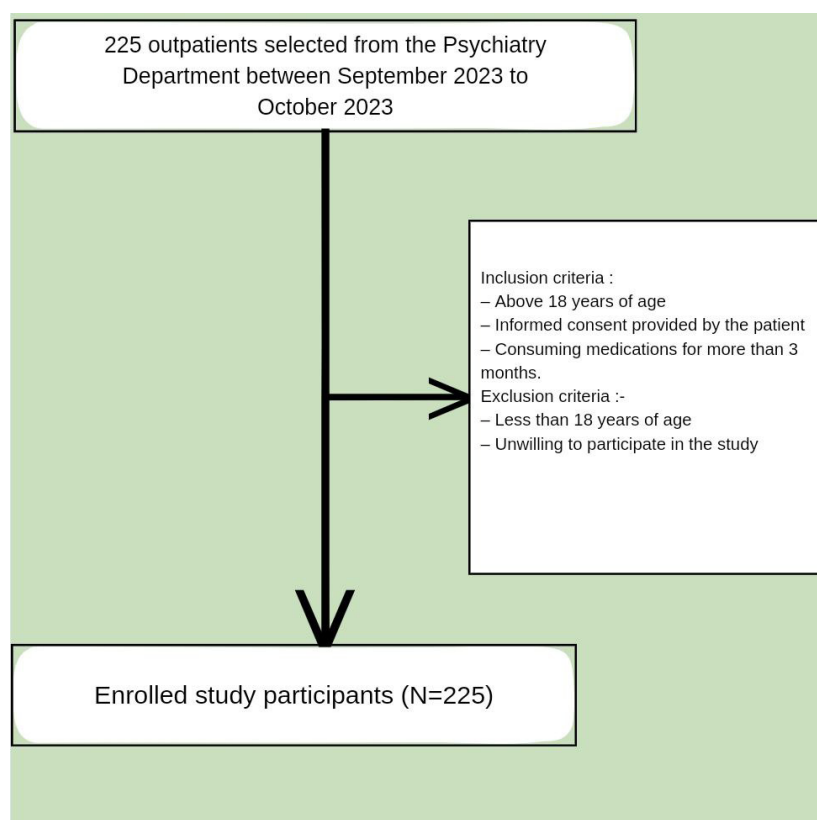 225 outpatients selected from the Psychiatry
Department between September 2023 to
October 2023
Inclusion criteria :
– Above 18 years of age
– Informed consent provided by the patient
– Consuming medications for more than 3
months.
Exclusion criteria :-
– Less than 18 years of age
– Unwilling to participate in the study
Enrolled study participants (N=225)